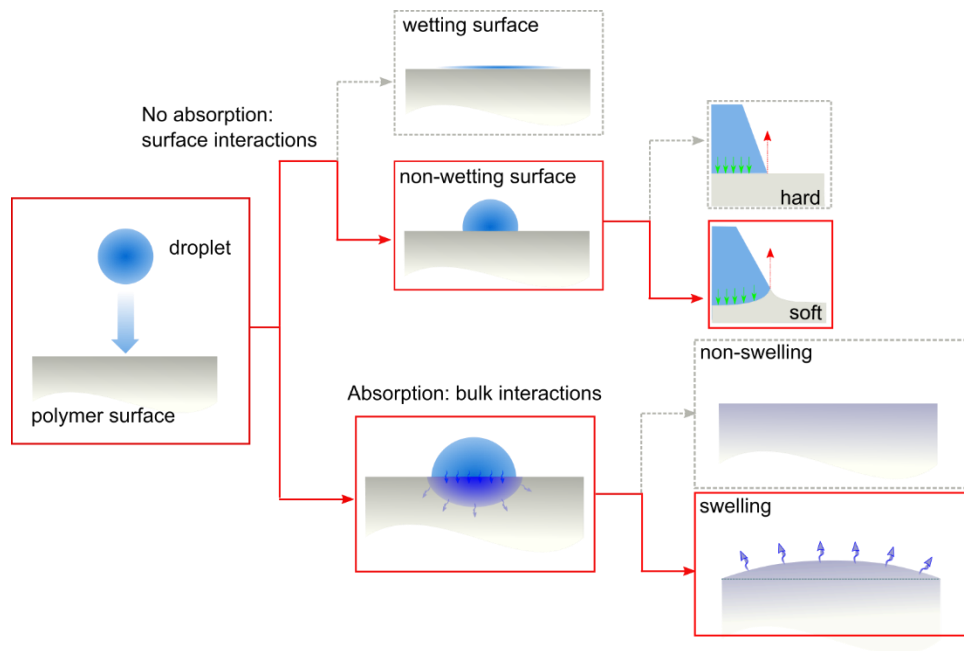 wetting surface
No absorption:
surface interactions
non-wetting surface
hard
soft
droplet
polymer surface
Absorption: bulk interactions
non-swelling
swelling